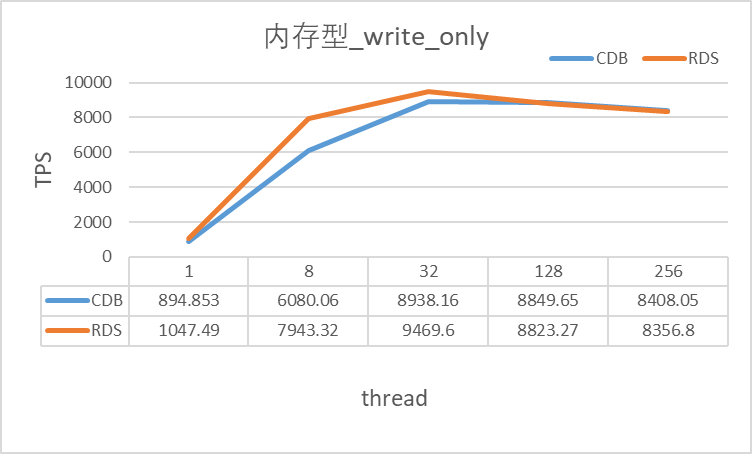 内存型_write_only
CDB RDS
10000
8000
6000
4000
2000
0
TPS
1 8 32 128 256
CDB 894.853 6080.06 8938.16 8849.65 8408.05
RDS 1047.49 7943.32 9469.6 8823.27 8356.8
thread